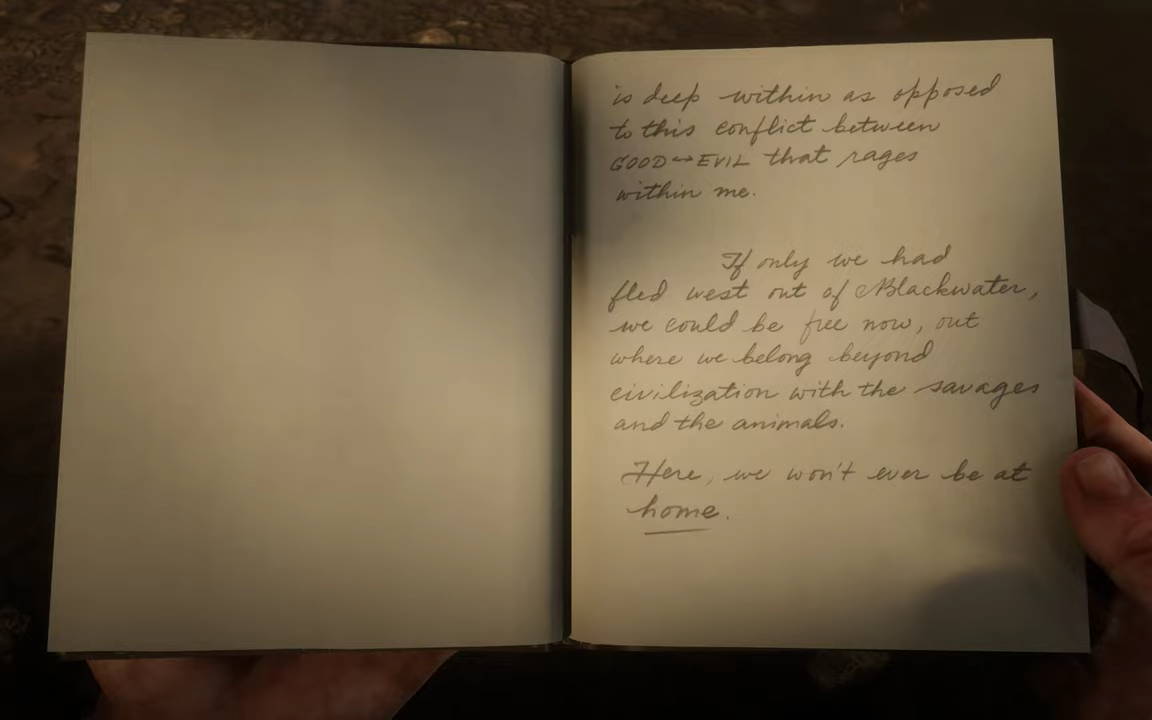 is deep within as opposed
to this conflict between
GOOD↔EVIL that rages
within me.
If only we had
fled west out of Blackwater,
we could be free now, out
where we belong beyond
civilization with the savages
and the animals.
Here, we won't ever be at
home.